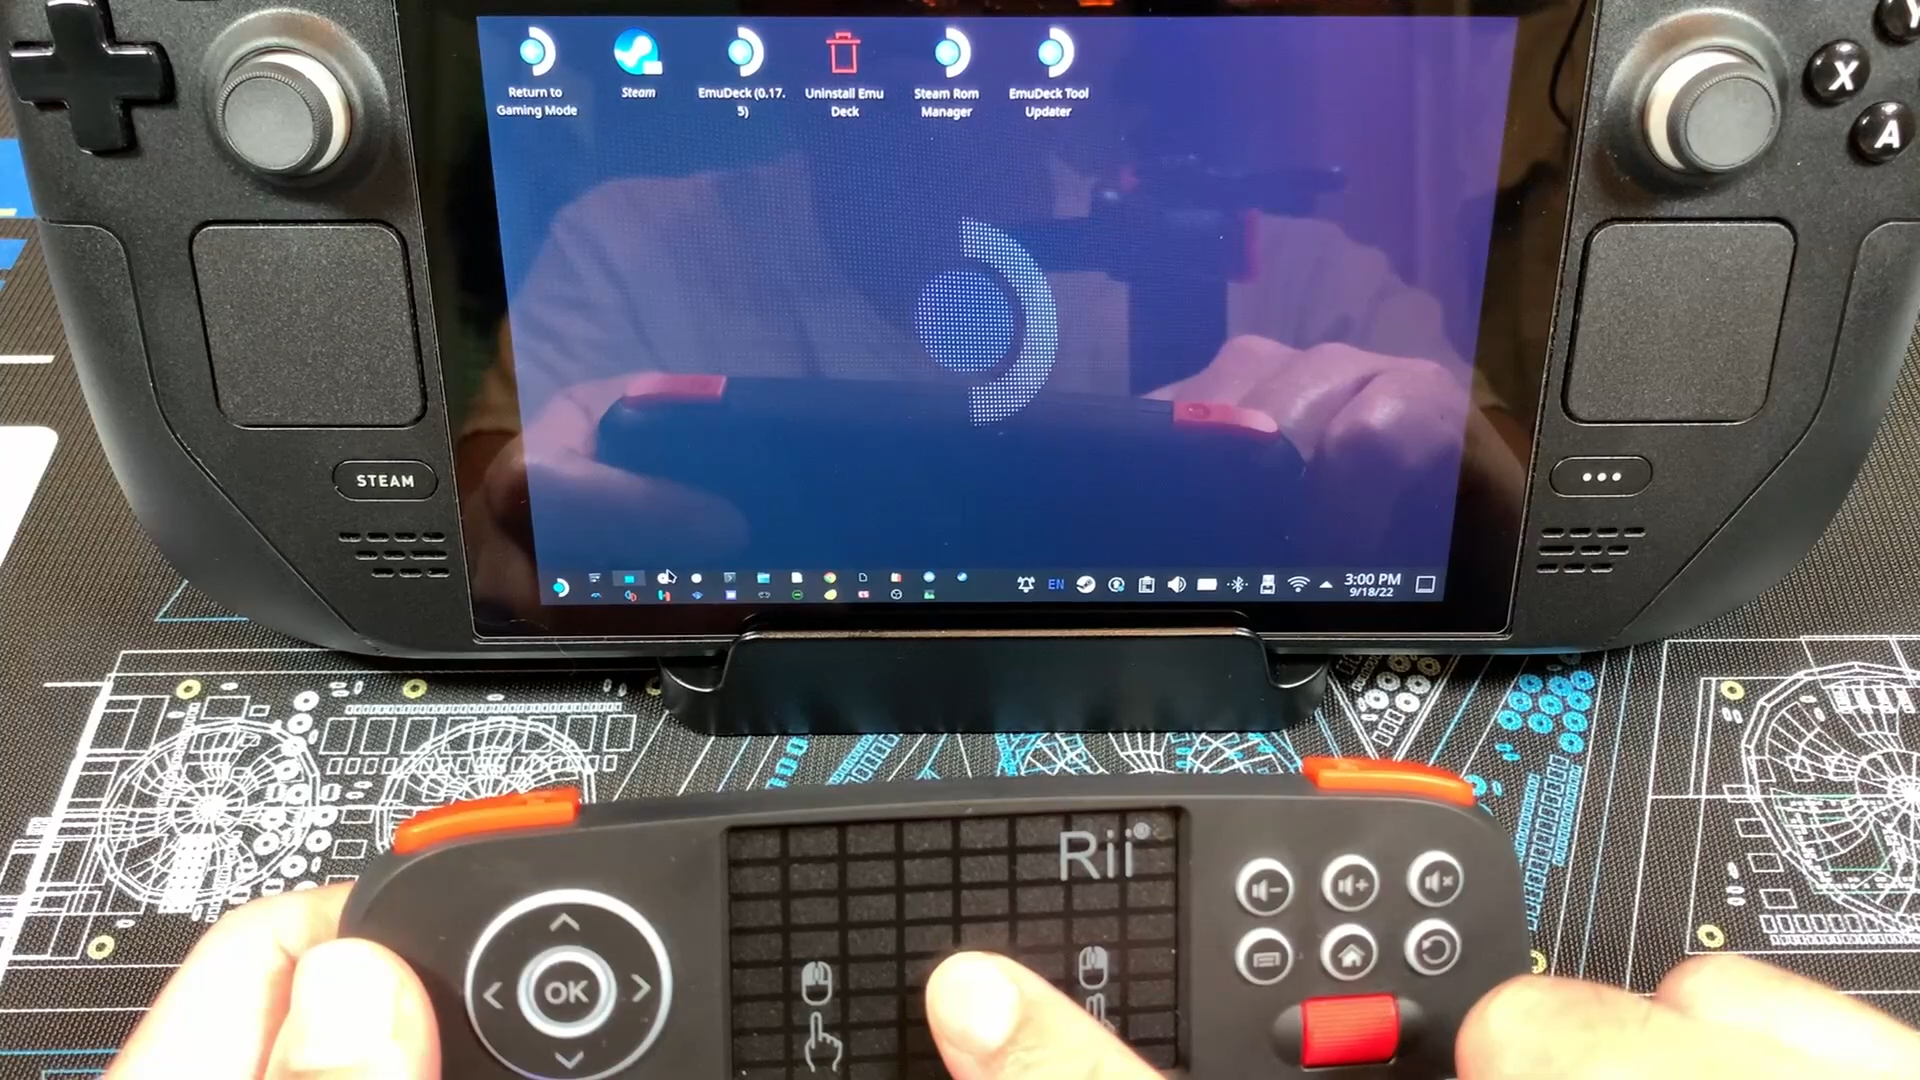 Return to
Gaming Mode
Steam
EmuDeck (0.17.
5)
Uninstall Emu
Deck
Steam Rom
Manager
EmuDeck Tool
Updater
Y
X
A
STEAM
EN
3:00 PM
9/18/22
Rii®
OK